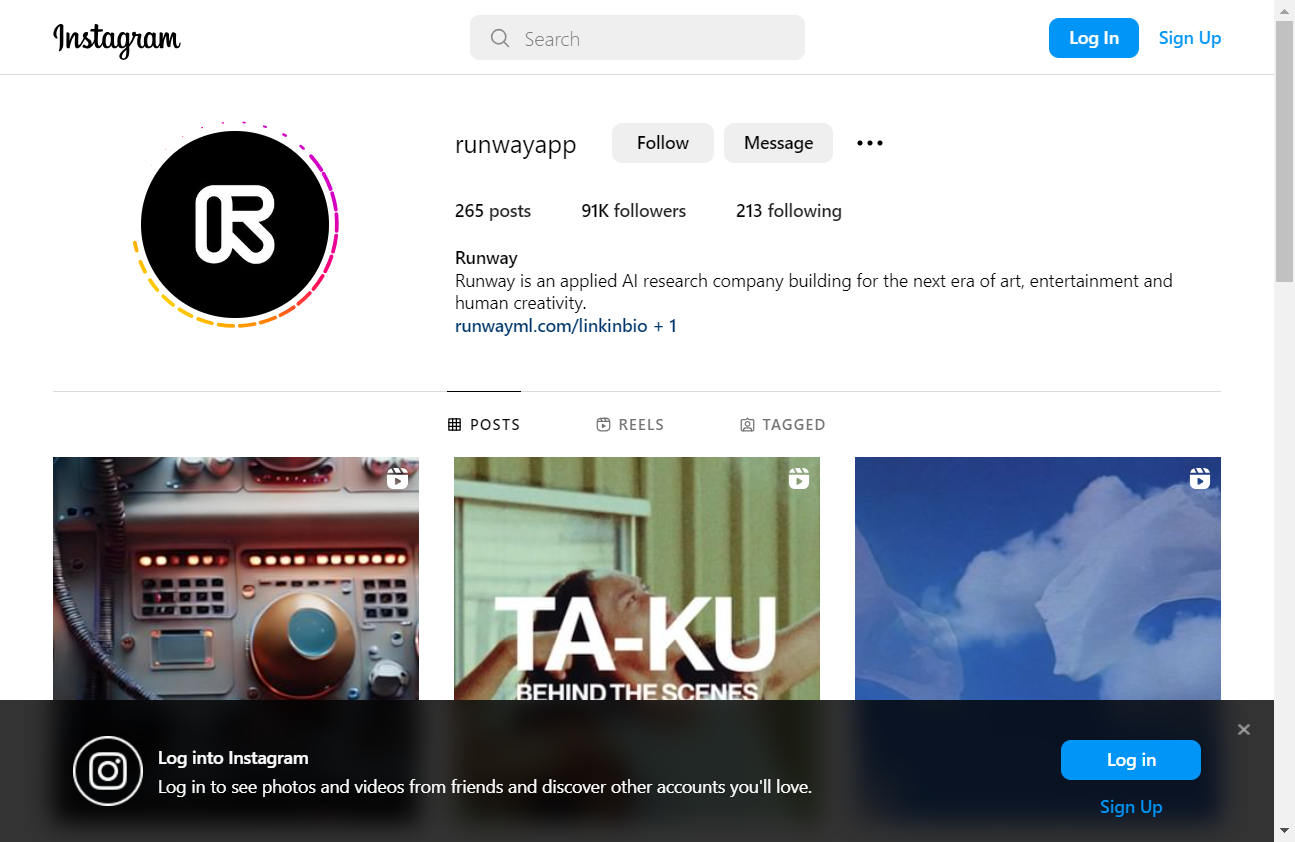 Instagram
Search
Log In
Sign Up
runwayapp
Follow
Message
265 posts
91K followers
213 following
Runway
Runway is an applied AI research company building for the next era of art, entertainment and
human creativity.
runwayml.com/linkinbio + 1
POSTS
REELS
TAGGED
TA-KU
BEHIND THE SCENES
Log into Instagram
Log in to see photos and videos from friends and discover other accounts you'll love.
Log in
Sign Up